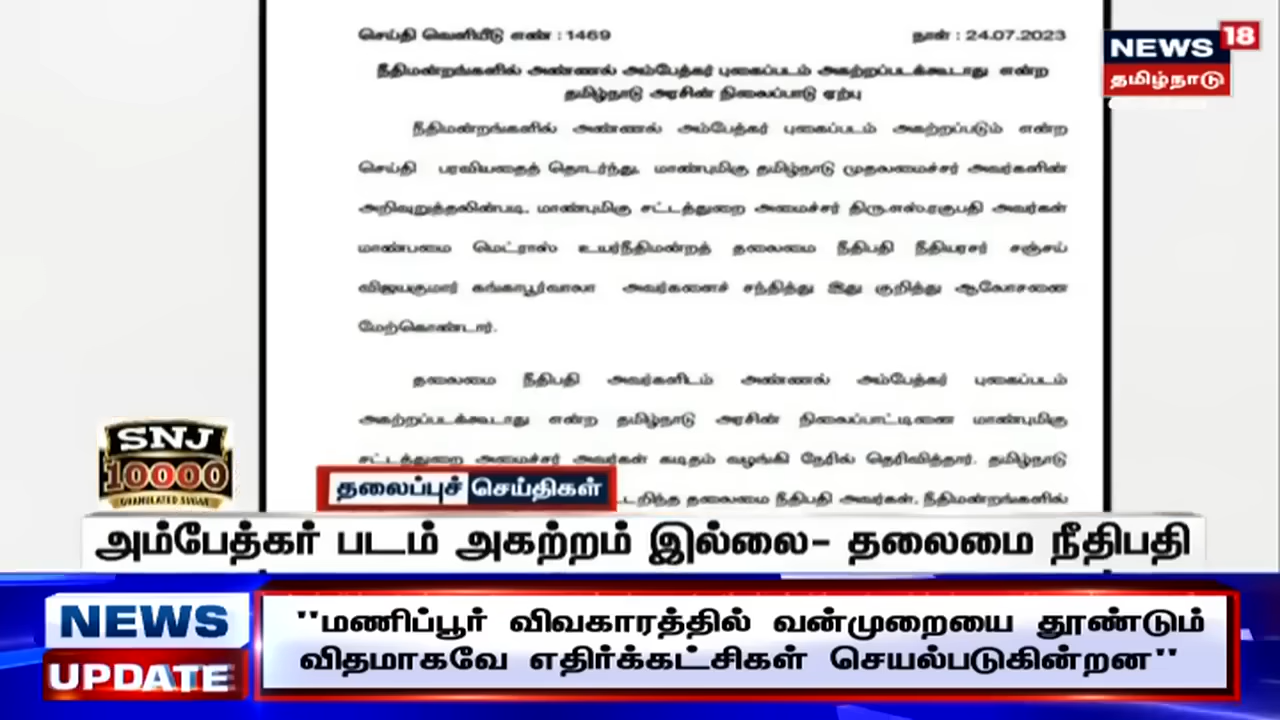 செய்தி வெளியீடு எண் : 1469
நாள் : 24.07.2023
NEWS 18
தமிழ்நாடு
நீதிமன்றங்களில் அண்ணல் அம்பேத்கர் புகைப்படம் அகற்றப்படக்கூடாது என்ற
தமிழ்நாடு அரசின் நிலைப்பாடு ஏற்பு
நீதிமன்றங்களில் அண்ணல் அம்பேத்கர் புகைப்படம் அகற்றப்படும் என்ற
செய்தி பரவியதைத் தொடர்ந்து, மாண்புமிகு தமிழ்நாடு முதலமைச்சர் அவர்களின்
அறிவுறுத்தலின்படி, மாண்புமிகு சட்டத்துறை அமைச்சர் திரு.எஸ்.ரகுபதி அவர்கள்
மாண்பமை மெட்ராஸ் உயர்நீதிமன்றத் தலைமை நீதிபதி நீதியரசர் சஞ்சய்
விஜயகுமார் கங்காபூர்வாலா அவர்களைச் சந்தித்து இது குறித்து ஆலோசனை
மேற்கொண்டார்.
தலைமை நீதிபதி அவர்களிடம் அண்ணல் அம்பேத்கர் புகைப்படம்
அகற்றப்படக்கூடாது என்ற தமிழ்நாடு அரசின் நிலைப்பாட்டினை மாண்புமிகு
சட்டத்துறை அமைச்சர் அவர்கள் கடிதம் வழங்கி நேரில் தெரிவித்தார். தமிழ்நாடு
தலைமை நீதிபதி அவர்கள், நீதிமன்றங்களில்
SNJ
10000
GRANULATED SUGAR
தலைப்புச் செய்திகள்
அம்பேத்கர் படம் அகற்றம் இல்லை- தலைமை நீதிபதி
NEWS
UPDATE
"மணிப்பூர் விவகாரத்தில் வன்முறையை தூண்டும்
விதமாகவே எதிர்க்கட்சிகள் செயல்படுகின்றன"